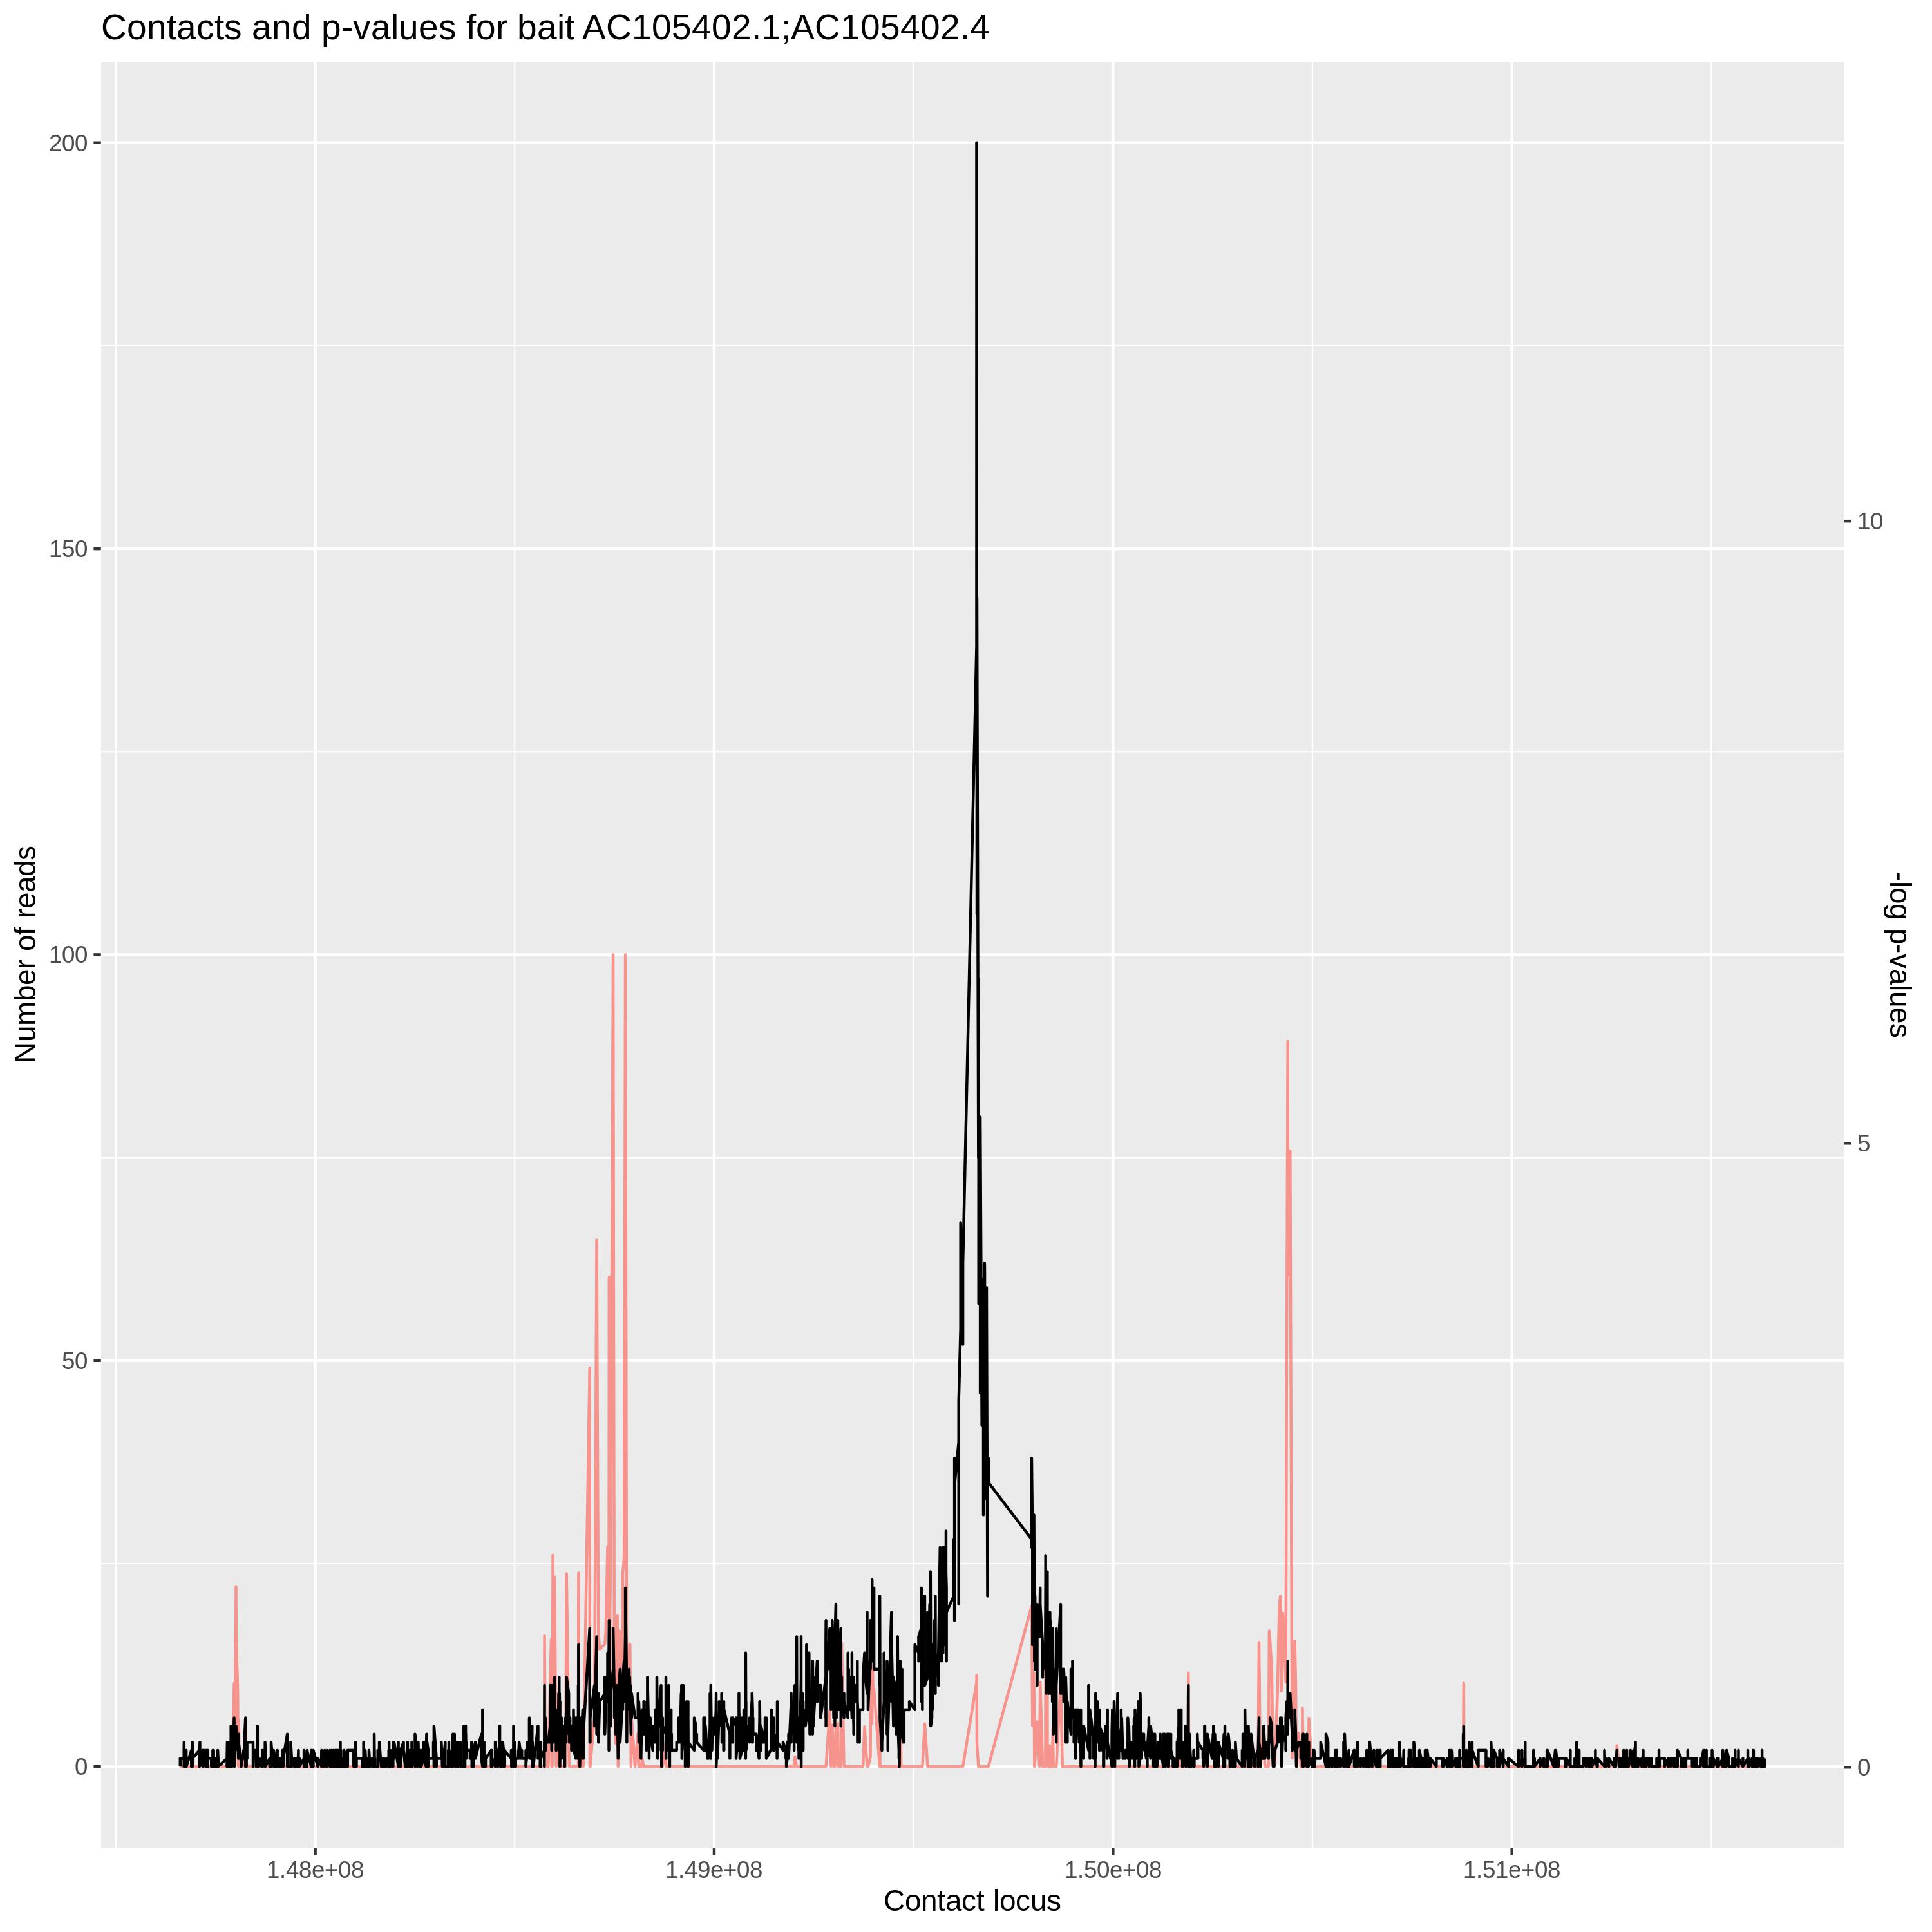 Contacts and p-values for bait AC105402.1;AC105402.4
200
150
100
50
0
Number of reads
10
5
0
-log p-values
1.48e+08
1.49e+08
1.50e+08
1.51e+08
Contact locus